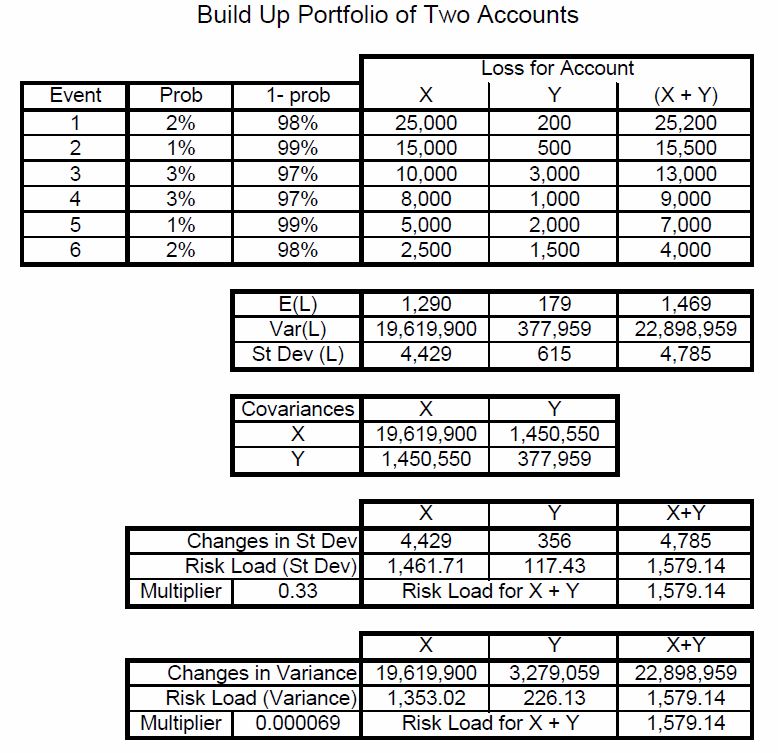 Build Up Portfolio of Two Accounts
Loss for Account
Event Prob 1- prob X Y (X + Y)
1 2% 98% 25,000 200 25,200
2 1% 99% 15,000 500 15,500
3 3% 97% 10,000 3,000 13,000
4 3% 97% 8,000 1,000 9,000
5 1% 99% 5,000 2,000 7,000
6 2% 98% 2,500 1,500 4,000
E(L) 1,290 179 1,469
Var(L) 19,619,900 377,959 22,898,959
St Dev (L) 4,429 615 4,785
Covariances X Y
X 19,619,900 1,450,550
Y 1,450,550 377,959
X Y X+Y
Changes in St Dev 4,429 356 4,785
Risk Load (St Dev) 1,461.71 117.43 1,579.14
Multiplier 0.33 Risk Load for X + Y 1,579.14
X Y X+Y
Changes in Variance 19,619,900 3,279,059 22,898,959
Risk Load (Variance) 1,353.02 226.13 1,579.14
Multiplier 0.000069 Risk Load for X + Y 1,579.14